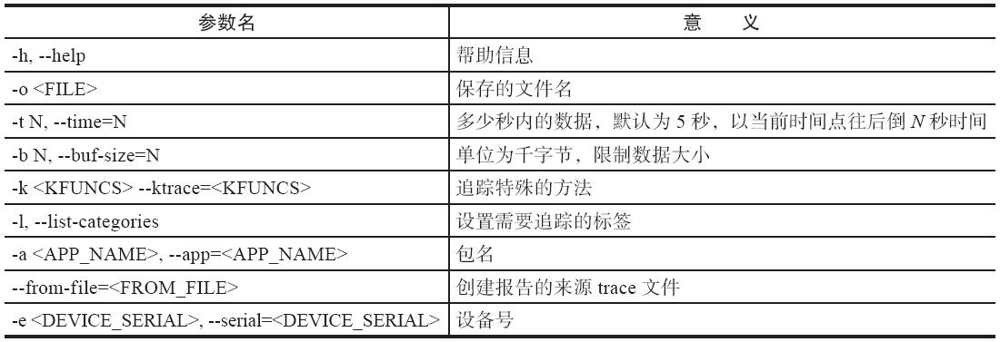 参数名 意 义
-h, --help 帮助信息
-o <FILE> 保存的文件名
-t N, --time=N 多少秒内的数据，默认为 5 秒，以当前时间点往后倒 N 秒时间
-b N, --buf-size=N 单位为千字节，限制数据大小
-k <KFUNCS> --ktrace=<KFUNCS> 追踪特殊的方法
-l, --list-categories 设置需要追踪的标签
-a <APP_NAME>, --app=<APP_NAME> 包名
--from-file=<FROM_FILE> 创建报告的来源 trace 文件
-e <DEVICE_SERIAL>, --serial=<DEVICE_SERIAL> 设备号